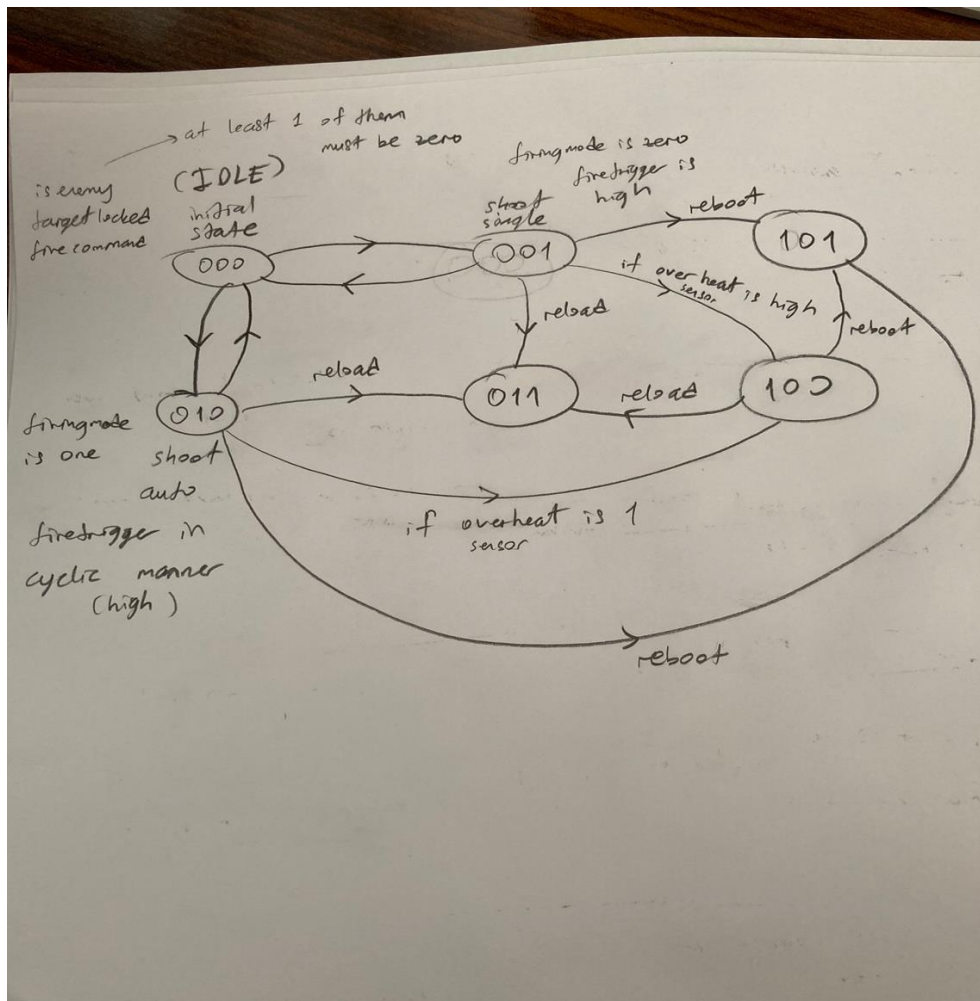 at least 1 of them
must be zero
is enemy
target locked
fire command
(IDLE)
initial
state
000
shoot
single
001
firingmode is zero
firetrigger is
high
reboot
101
if overheat is high
sensor
reload
reboot
010
reload
011
reload
100
firingmode
is one
shoot
auto
firetrigger in
cyclic manner
(high)
if overheat is 1
sensor
reboot